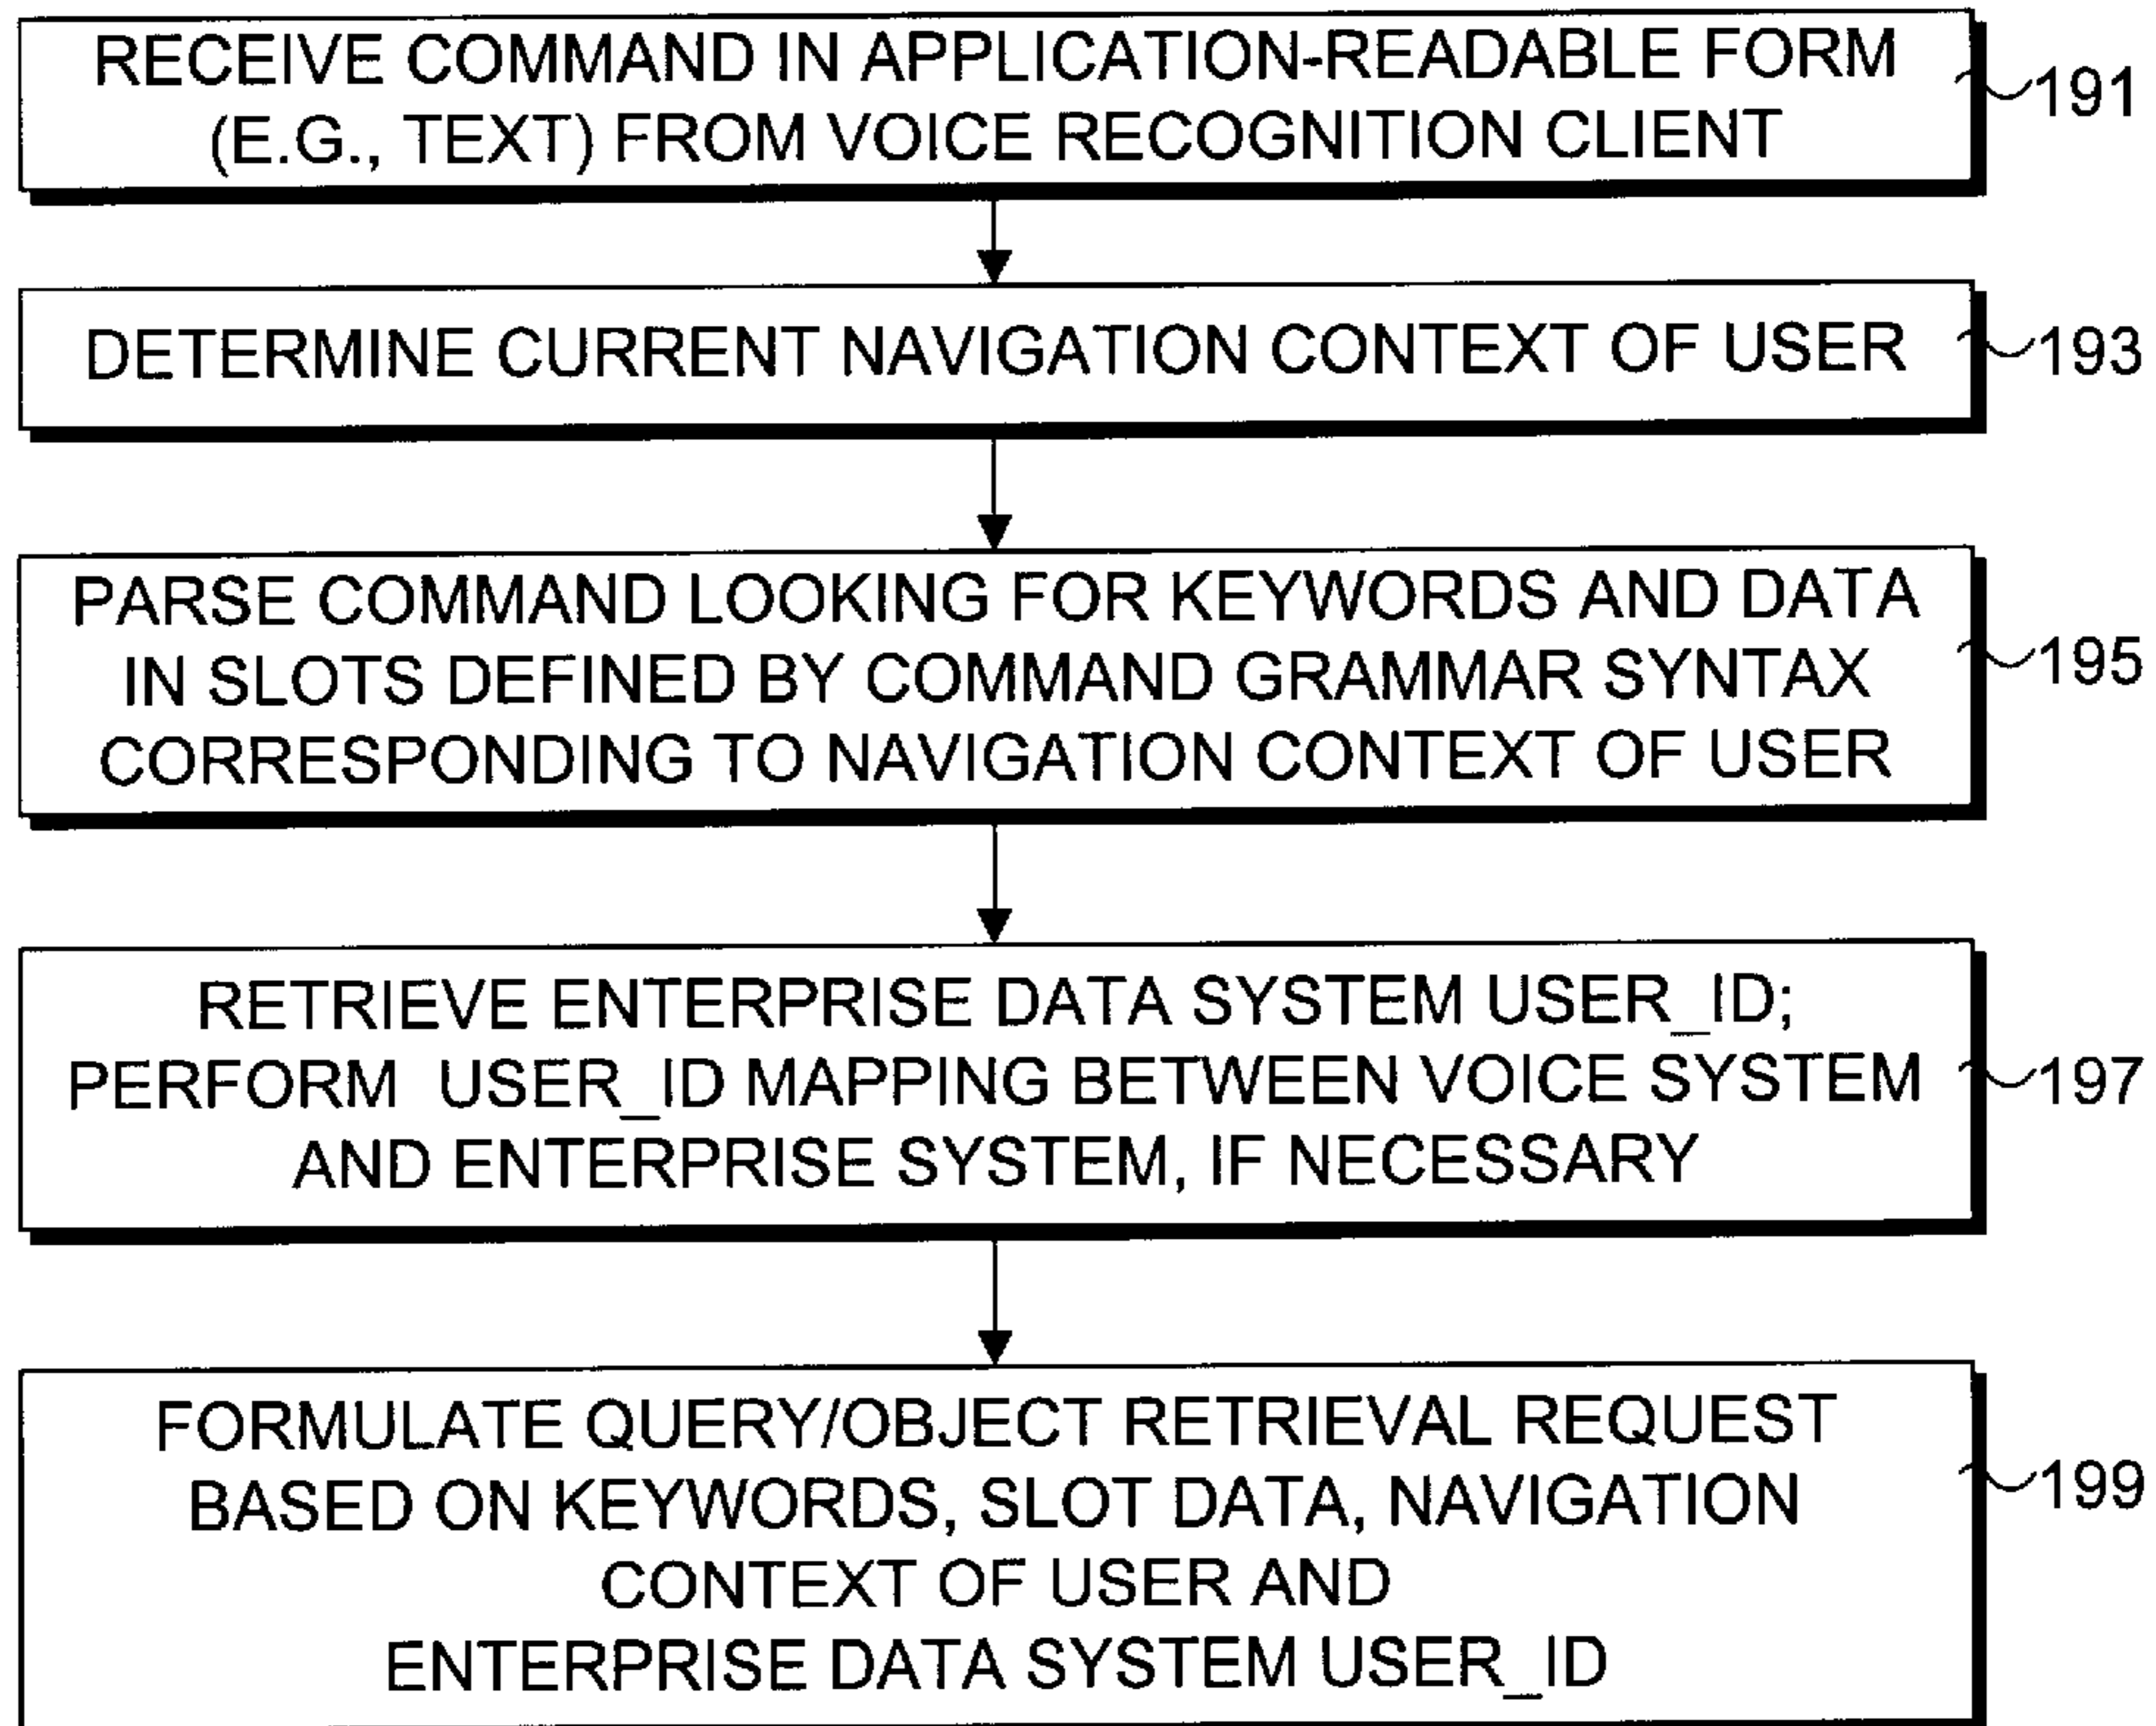 RECEIVE COMMAND IN APPLICATION-READABLE FORM
(E.G., TEXT) FROM VOICE RECOGNITION CLIENT
191
DETERMINE CURRENT NAVIGATION CONTEXT OF USER
193
PARSE COMMAND LOOKING FOR KEYWORDS AND DATA
IN SLOTS DEFINED BY COMMAND GRAMMAR SYNTAX
CORRESPONDING TO NAVIGATION CONTEXT OF USER
195
RETRIEVE ENTERPRISE DATA SYSTEM USER_ID;
PERFORM USER_ID MAPPING BETWEEN VOICE SYSTEM
AND ENTERPRISE SYSTEM, IF NECESSARY
197
FORMULATE QUERY/OBJECT RETRIEVAL REQUEST
BASED ON KEYWORDS, SLOT DATA, NAVIGATION
CONTEXT OF USER AND
ENTERPRISE DATA SYSTEM USER_ID
199